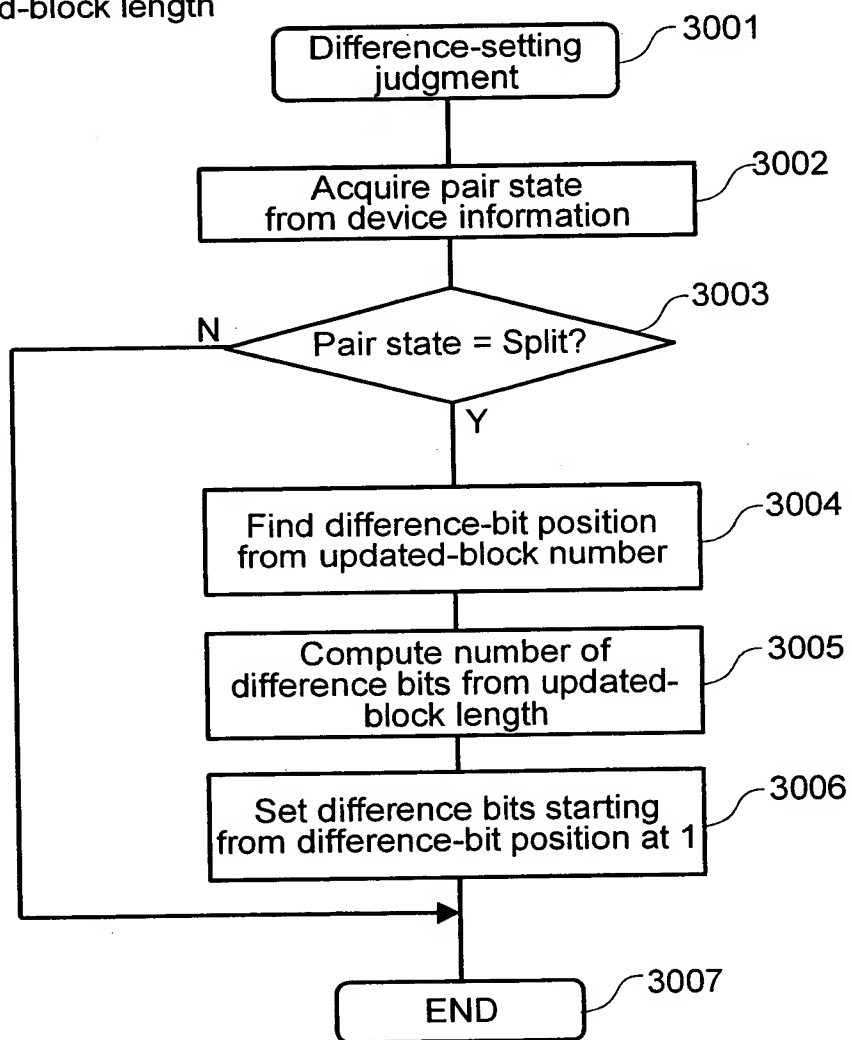 d-block length
Difference-setting
judgment
3001
Acquire pair state
from device information
3002
3003
N
Pair state = Split?
Y
Find difference-bit position
from updated-block number
3004
Compute number of
difference bits from updated-
block length
3005
Set difference bits starting
from difference-bit position at 1
3006
END
3007